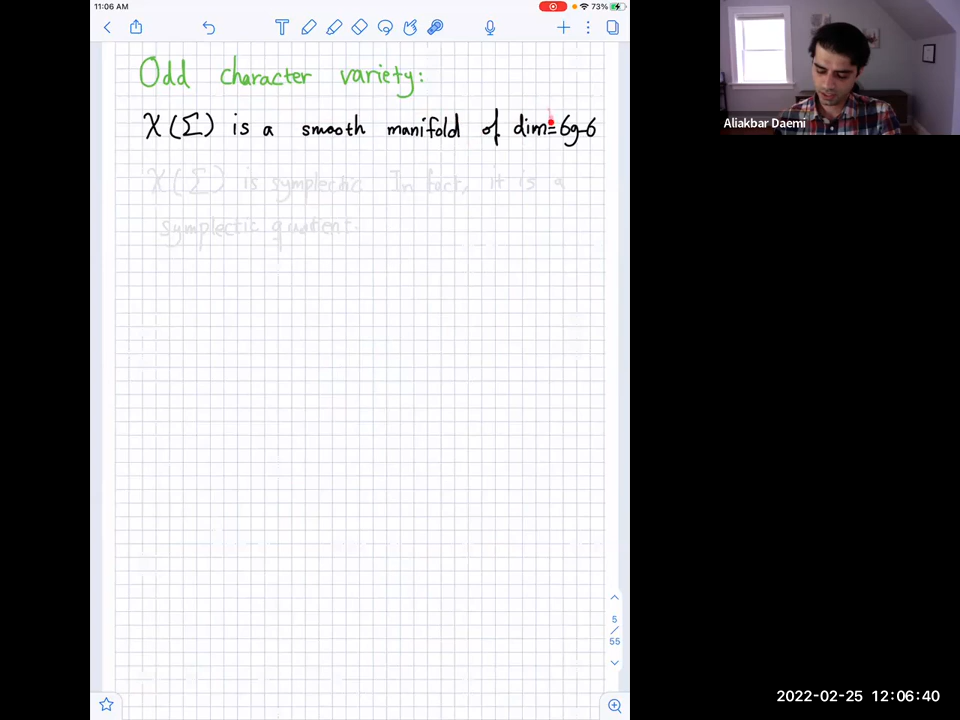 11:06 AM
73%
Odd character variety:
χ(Σ) is a smooth manifold of dim=6g-6
χ(Σ) is symplectic. In fact, it is a
symplectic quotient.
5
/
55
Aliakbar Daemi
2022-02-25 12:06:40